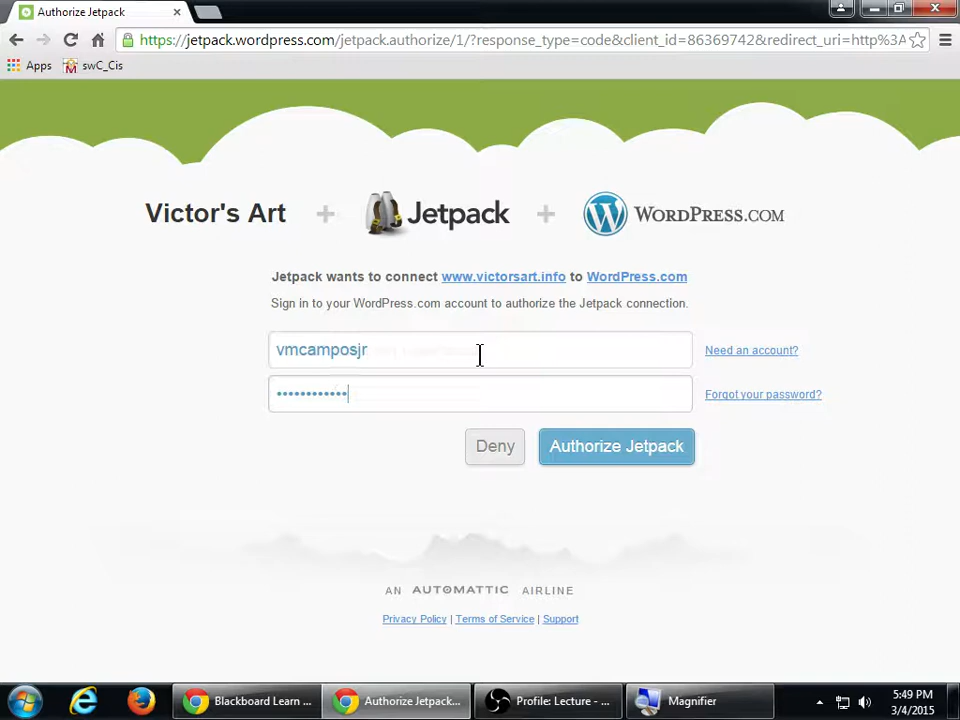 Authorize Jetpack
https://jetpack.wordpress.com/jetpack.authorize/1/?response_type=code&client_id=86369742&redirect_uri=http%3A
Apps swC_Cis
Victor's Art + Jetpack + WORDPRESS.COM
Jetpack wants to connect www.victorsart.info to WordPress.com
Sign in to your WordPress.com account to authorize the Jetpack connection.
vmcamposjr Need an account?
•••••••••••• Forgot your password?
Deny Authorize Jetpack
AN AUTOMATTIC AIRLINE
Privacy Policy | Terms of Service | Support
Blackboard Learn ... Authorize Jetpack... Profile: Lecture - ... Magnifier 5:49 PM
3/4/2015